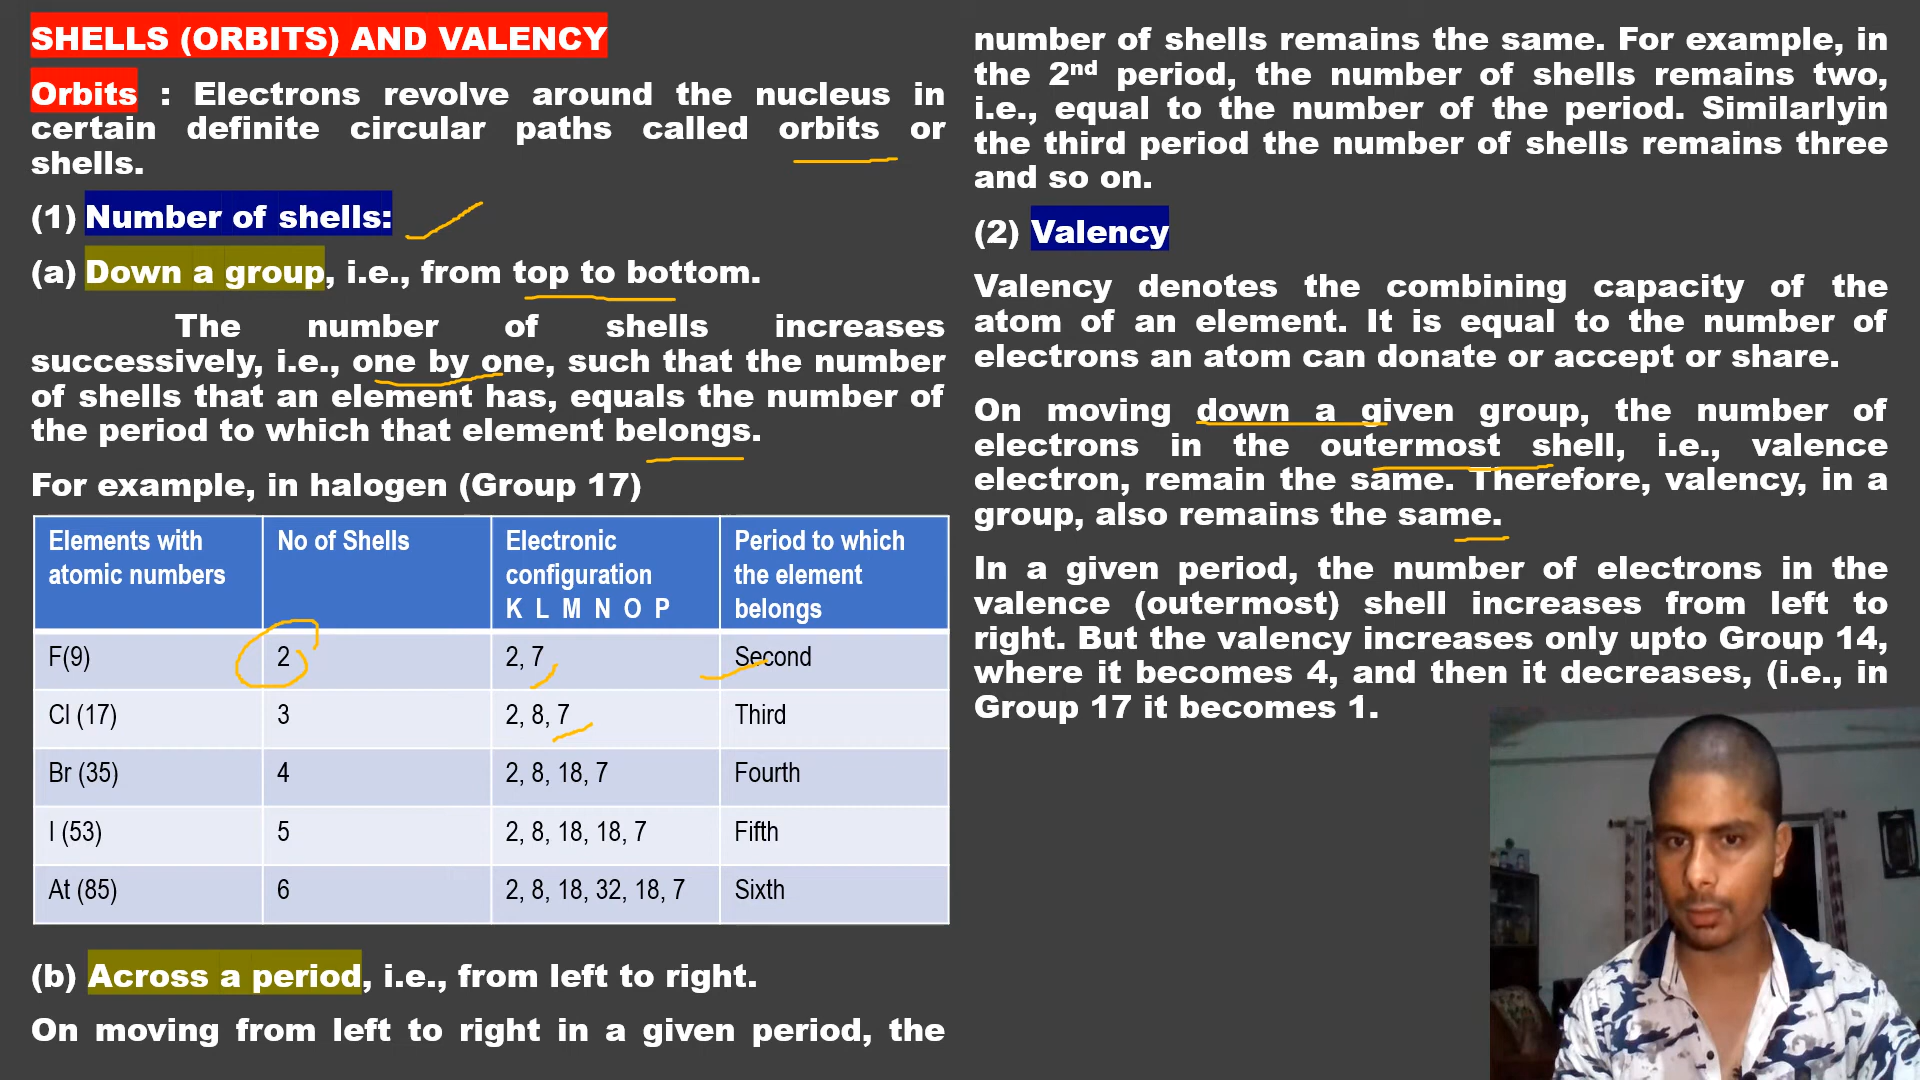 SHELLS (ORBITS) AND VALENCY
Orbits : Electrons revolve around the nucleus in
certain definite circular paths called orbits or
shells.
(1) Number of shells:
(a) Down a group, i.e., from top to bottom.
The number of shells increases
successively, i.e., one by one, such that the number
of shells that an element has, equals the number of
the period to which that element belongs.
For example, in halogen (Group 17)
Elements with atomic numbers | No of Shells | Electronic configuration K L M N O P | Period to which the element belongs
F(9) 2 2, 7 Second
Cl (17) 3 2, 8, 7 Third
Br (35) 4 2, 8, 18, 7 Fourth
I (53) 5 2, 8, 18, 18, 7 Fifth
At (85) 6 2, 8, 18, 32, 18, 7 Sixth
(b) Across a period, i.e., from left to right.
On moving from left to right in a given period, the
number of shells remains the same. For example, in
the 2nd period, the number of shells remains two,
i.e., equal to the number of the period. Similarlyin
the third period the number of shells remains three
and so on.
(2) Valency
Valency denotes the combining capacity of the
atom of an element. It is equal to the number of
electrons an atom can donate or accept or share.
On moving down a given group, the number of
electrons in the outermost shell, i.e., valence
electron, remain the same. Therefore, valency, in a
group, also remains the same.
In a given period, the number of electrons in the
valence (outermost) shell increases from left to
right. But the valency increases only upto Group 14,
where it becomes 4, and then it decreases, (i.e., in
Group 17 it becomes 1.